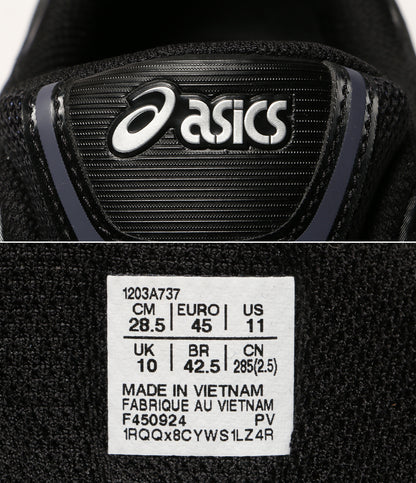 asics
1203A737
CM EURO US
28.5 45 11
UK BR CN
10 42.5 285(2.5)
MADE IN VIETNAM
FABRIQUE AU VIETNAM
F450924 PV
1RQQx8CYWS1LZ4R